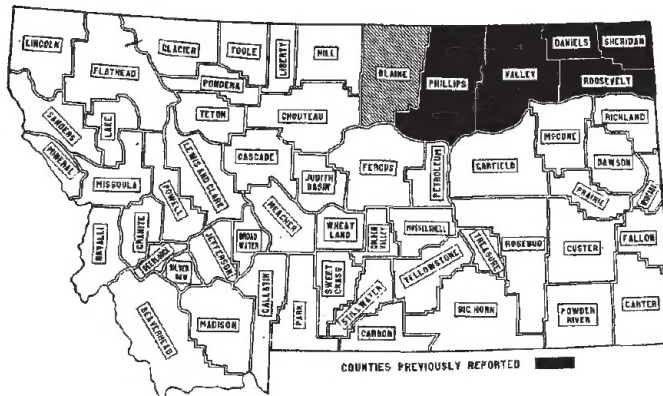 LINCOLN
FLATHEAD
GLACIER
TOOLE
LIBERTY
HILL
BLAINE
PHILLIPS
VALLEY
DANIELS
SHERIDAN
ROOSEVELT
PONDERA
TETON
CHOUTEAU
RICHLAND
SANDERS
LAKE
MINERAL
MISSOULA
POWELL
LEWIS AND CLARK
CASCADE
JUDITH
BASIN
FERGUS
PETROLEUM
GARFIELD
MCCONE
DAWSON
PRAIRIE
WIBAUX
RAVALLI
GRANITE
DEERLODGE
SILVER
BOW
JEFFERSON
BROAD
WATER
MEAGHER
WHEAT
LAND
GOLDEN
VALLEY
MUSSELSHELL
TREASURE
ROSEBUD
CUSTER
FALLON
BEAVERHEAD
MADISON
GALLATIN
PARK
SWEET
GRASS
STILLWATER
YELLOWSTONE
CARBON
BIG HORN
POWDER
RIVER
CARTER
COUNTIES PREVIOUSLY REPORTED